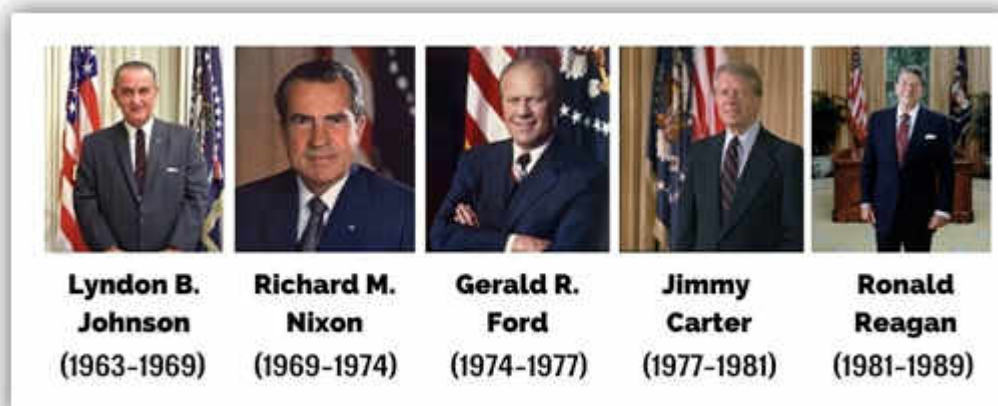 Lyndon B.
Johnson
(1963-1969)
Richard M.
Nixon
(1969-1974)
Gerald R.
Ford
(1974-1977)
Jimmy
Carter
(1977-1981)
Ronald
Reagan
(1981-1989)